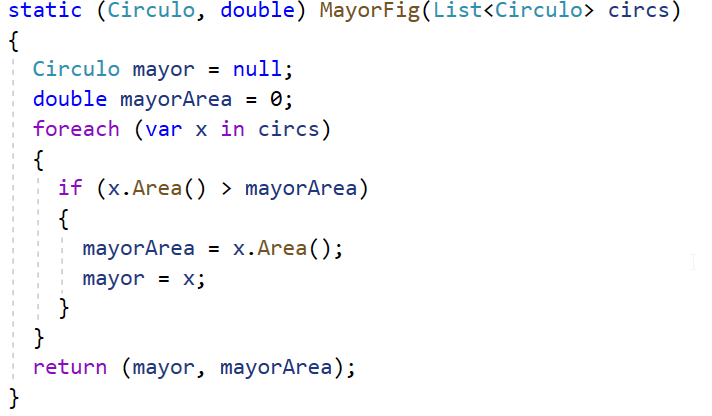 static (Circulo, double) MayorFig(List<Circulo> circs)
{
Circulo mayor = null;
double mayorArea = 0;
foreach (var x in circs)
{
if (x.Area() > mayorArea)
{
mayorArea = x.Area();
mayor = x;
}
}
return (mayor, mayorArea);
}